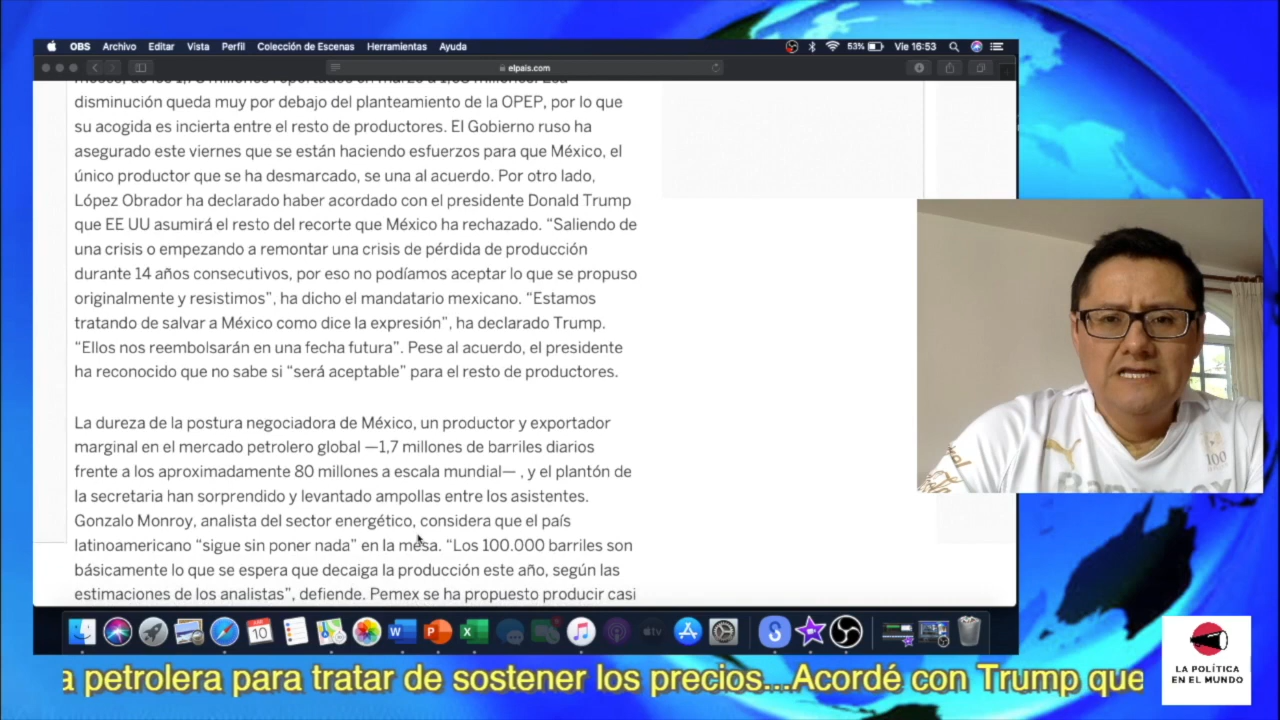 OBS Archivo Editar Vista Perfil Colección de Escenas Herramientas Ayuda 53% Vie 16:53
elpais.com
disminución queda muy por debajo del planteamiento de la OPEP, por lo que
su acogida es incierta entre el resto de productores. El Gobierno ruso ha
asegurado este viernes que se están haciendo esfuerzos para que México, el
único productor que se ha desmarcado, se una al acuerdo. Por otro lado,
López Obrador ha declarado haber acordado con el presidente Donald Trump
que EE UU asumirá el resto del recorte que México ha rechazado. “Saliendo de
una crisis o empezando a remontar una crisis de pérdida de producción
durante 14 años consecutivos, por eso no podíamos aceptar lo que se propuso
originalmente y resistimos”, ha dicho el mandatario mexicano. “Estamos
tratando de salvar a México como dice la expresión”, ha declarado Trump.
“Ellos nos reembolsarán en una fecha futura”. Pese al acuerdo, el presidente
ha reconocido que no sabe si “será aceptable” para el resto de productores.
La dureza de la postura negociadora de México, un productor y exportador
marginal en el mercado petrolero global —1,7 millones de barriles diarios
frente a los aproximadamente 80 millones a escala mundial— , y el plantón de
la secretaria han sorprendido y levantado ampollas entre los asistentes.
Gonzalo Monroy, analista del sector energético, considera que el país
latinoamericano “sigue sin poner nada” en la mesa. “Los 100.000 barriles son
básicamente lo que se espera que decaiga la producción este año, según las
estimaciones de los analistas”, defiende. Pemex se ha propuesto producir casi
100
10
a petrolera para tratar de sostener los precios...Acordé con Trump que
LA POLÍTICA
EN EL MUNDO